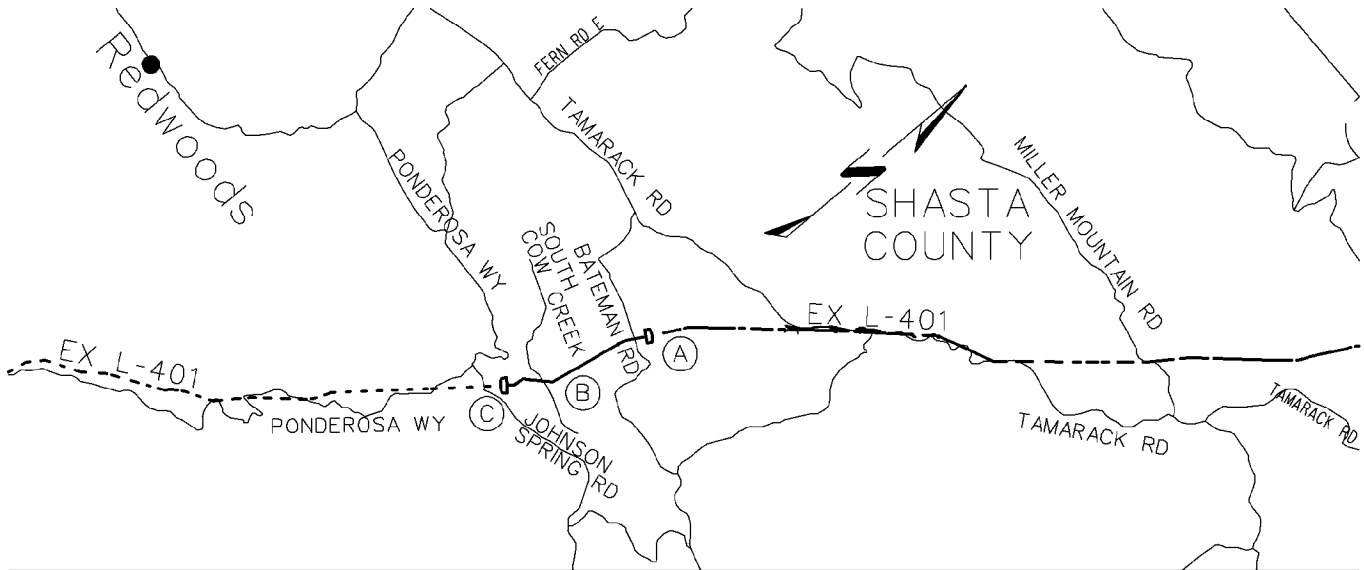 Redwoods
FERN RD E
TAMARACK RD
PONDEROSA WY
MILLER MOUNTAIN RD
SHASTA
COUNTY
N
BATEMAN RD
SOUTH
COW CREEK
EX L-401
EX L-401
A
B
C
PONDEROSA WY
JOHNSON
SPRING RD
TAMARACK RD
TAMARACK RD